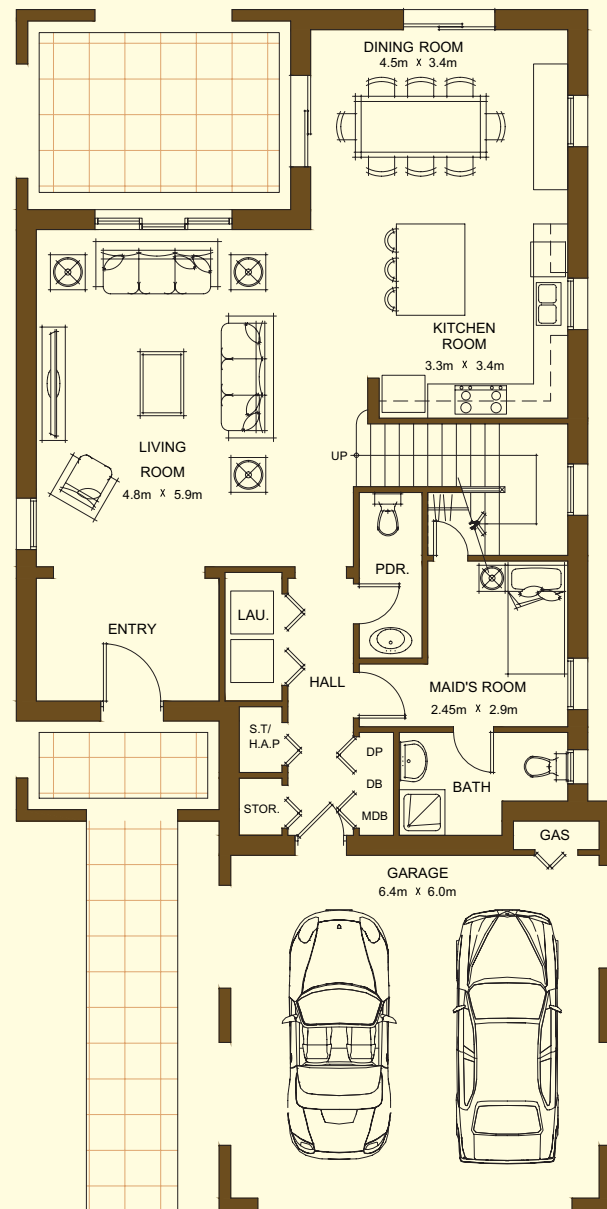 DINING ROOM
4.5m x 3.4m
KITCHEN
ROOM
3.3m x 3.4m
LIVING
ROOM
4.8m x 5.9m
UP
PDR.
LAU.
ENTRY
HALL
MAID'S ROOM
2.45m x 2.9m
S.T/
H.A.P
DP
DB
MDB
BATH
STOR.
GAS
GARAGE
6.4m x 6.0m